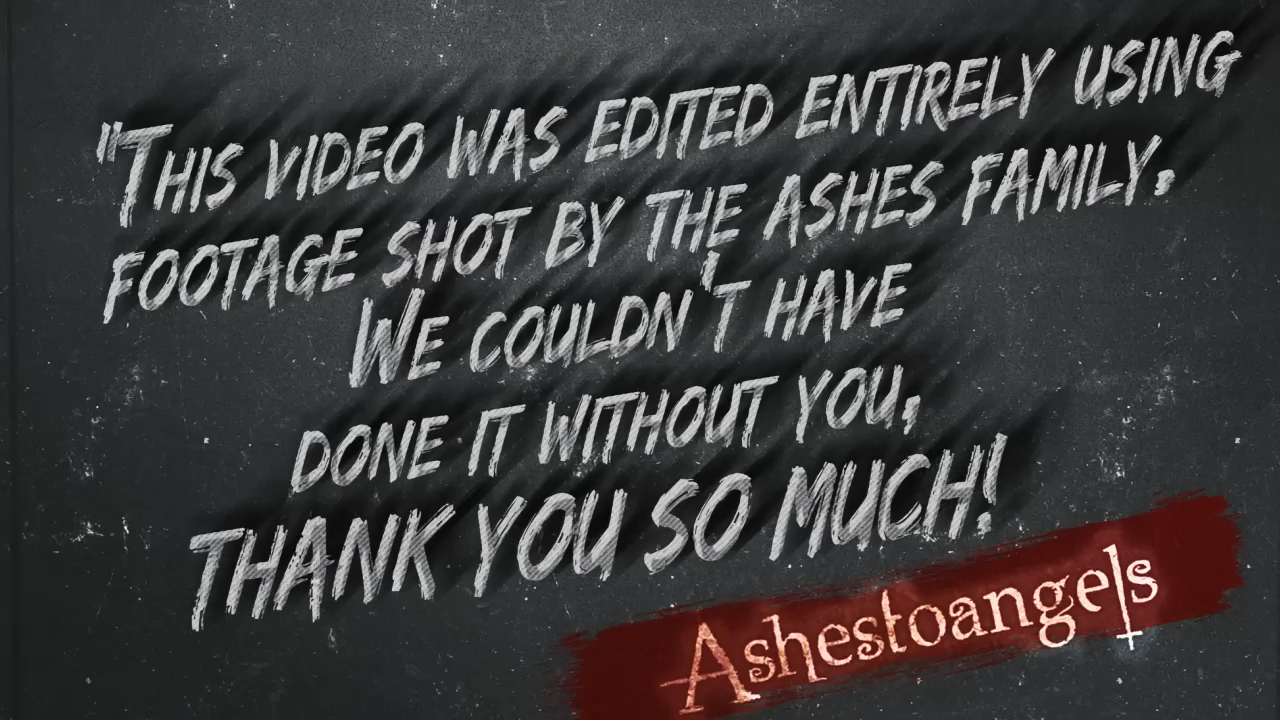 "This video was edited entirely using
footage shot by the Ashes family.
We couldn't have
done it without you,
thank you so much!
Ashestoangels